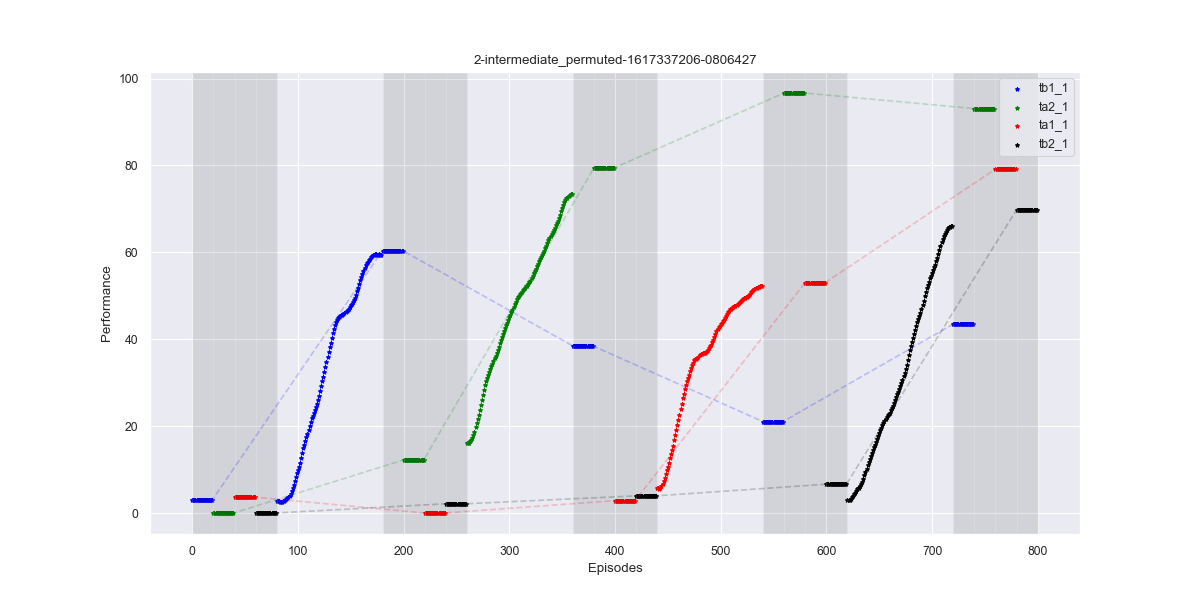 2-intermediate_permuted-1617337206-0806427
100
80
60
40
20
0
Performance
tb1_1
ta2_1
ta1_1
tb2_1
0 100 200 300 400 500 600 700 800
Episodes